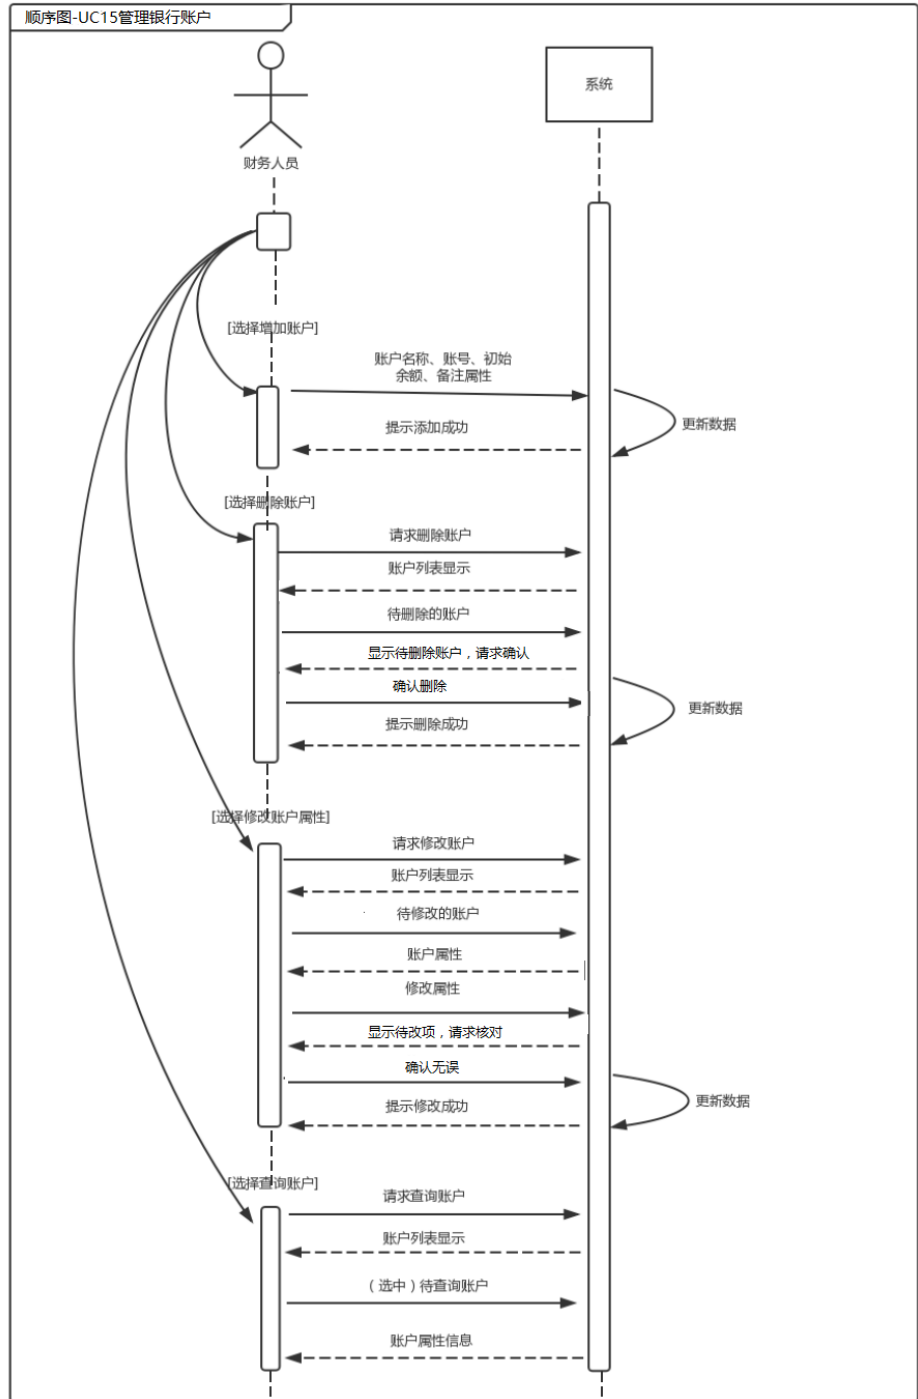 顺序图-UC15管理银行账户
系统
财务人员
[选择增加账户]
账户名称、账号、初始
余额、备注属性
更新数据
提示添加成功
[选择删除账户]
请求删除账户
账户列表显示
待删除的账户
显示待删除账户，请求确认
确认删除
更新数据
提示删除成功
[选择修改账户属性]
请求修改账户
账户列表显示
待修改的账户
账户属性
修改属性
显示待改项，请求核对
确认无误
更新数据
提示修改成功
[选择查询账户]
请求查询账户
账户列表显示
（选中）待查询账户
账户属性信息